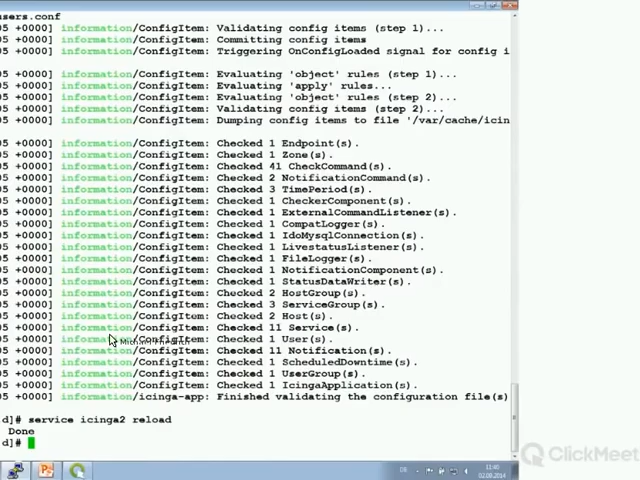 users.conf
05 +0000] information/ConfigItem: Validating config items (step 1)...
05 +0000] information/ConfigItem: Committing config items
05 +0000] information/ConfigItem: Triggering OnConfigLoaded signal for config i
05 +0000] information/ConfigItem: Evaluating 'object' rules (step 1)...
05 +0000] information/ConfigItem: Evaluating 'apply' rules...
05 +0000] information/ConfigItem: Evaluating 'object' rules (step 2)...
05 +0000] information/ConfigItem: Validating config items (step 2)...
05 +0000] information/ConfigItem: Dumping config items to file '/var/cache/icin
05 +0000] information/ConfigItem: Checked 1 Endpoint(s).
05 +0000] information/ConfigItem: Checked 1 Zone(s).
05 +0000] information/ConfigItem: Checked 41 CheckCommand(s).
05 +0000] information/ConfigItem: Checked 2 NotificationCommand(s).
05 +0000] information/ConfigItem: Checked 3 TimePeriod(s).
05 +0000] information/ConfigItem: Checked 1 CheckerComponent(s).
05 +0000] information/ConfigItem: Checked 1 ExternalCommandListener(s).
05 +0000] information/ConfigItem: Checked 1 CompatLogger(s).
05 +0000] information/ConfigItem: Checked 1 IdoMysqlConnection(s).
05 +0000] information/ConfigItem: Checked 1 LivestatusListener(s).
05 +0000] information/ConfigItem: Checked 1 FileLogger(s).
05 +0000] information/ConfigItem: Checked 1 NotificationComponent(s).
05 +0000] information/ConfigItem: Checked 1 StatusDataWriter(s).
05 +0000] information/ConfigItem: Checked 2 HostGroup(s).
05 +0000] information/ConfigItem: Checked 3 ServiceGroup(s).
05 +0000] information/ConfigItem: Checked 2 Host(s).
05 +0000] information/ConfigItem: Checked 11 Service(s).
05 +0000] information/ConfigItem: Checked 1 User(s).
05 +0000] information/ConfigItem: Checked 11 Notification(s).
05 +0000] information/ConfigItem: Checked 1 ScheduledDowntime(s).
05 +0000] information/ConfigItem: Checked 1 UserGroup(s).
05 +0000] information/ConfigItem: Checked 1 IcingaApplication(s).
05 +0000] information/icinga-app: Finished validating the configuration file(s)
d]# service icinga2 reload
Done
d]#
DE
11:40
02.09.2014
ClickMeet